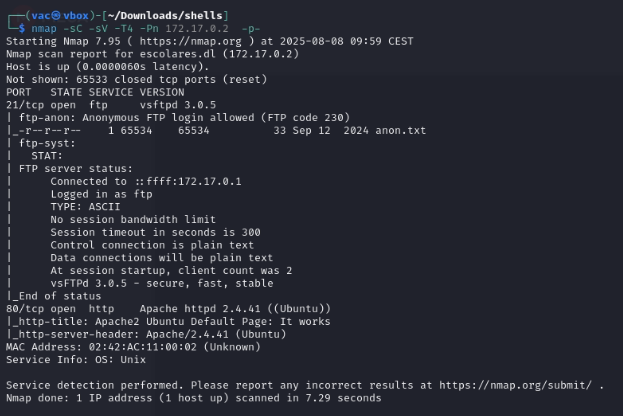 ┌──(vac㉿vbox)-[~/Downloads/shells]
└─$ nmap -sC -sV -T4 -Pn 172.17.0.2  -p-
Starting Nmap 7.95 ( https://nmap.org ) at 2025-08-08 09:59 CEST
Nmap scan report for escolares.dl (172.17.0.2)
Host is up (0.0000060s latency).
Not shown: 65533 closed tcp ports (reset)
PORT   STATE SERVICE VERSION
21/tcp open  ftp     vsftpd 3.0.5
| ftp-anon: Anonymous FTP login allowed (FTP code 230)
|_-r--r--r--    1 65534    65534          33 Sep 12  2024 anon.txt
| ftp-syst:
|   STAT:
| FTP server status:
|      Connected to ::ffff:172.17.0.1
|      Logged in as ftp
|      TYPE: ASCII
|      No session bandwidth limit
|      Session timeout in seconds is 300
|      Control connection is plain text
|      Data connections will be plain text
|      At session startup, client count was 2
|      vsFTPd 3.0.5 - secure, fast, stable
|_End of status
80/tcp open  http    Apache httpd 2.4.41 ((Ubuntu))
|_http-title: Apache2 Ubuntu Default Page: It works
|_http-server-header: Apache/2.4.41 (Ubuntu)
MAC Address: 02:42:AC:11:00:02 (Unknown)
Service Info: OS: Unix

Service detection performed. Please report any incorrect results at https://nmap.org/submit/ .
Nmap done: 1 IP address (1 host up) scanned in 7.29 seconds